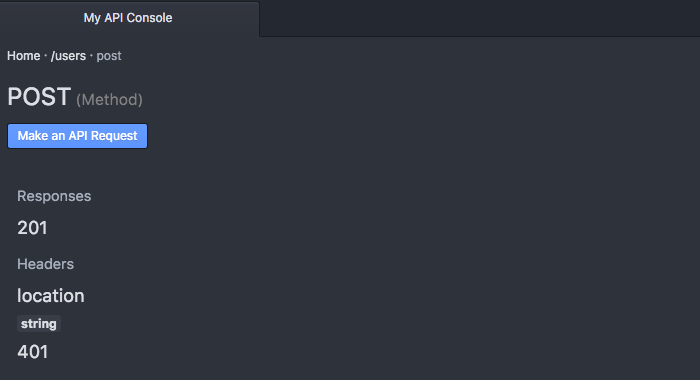 My API Console
Home · /users · post
POST (Method)
Make an API Request
Responses
201
Headers
location
string
401